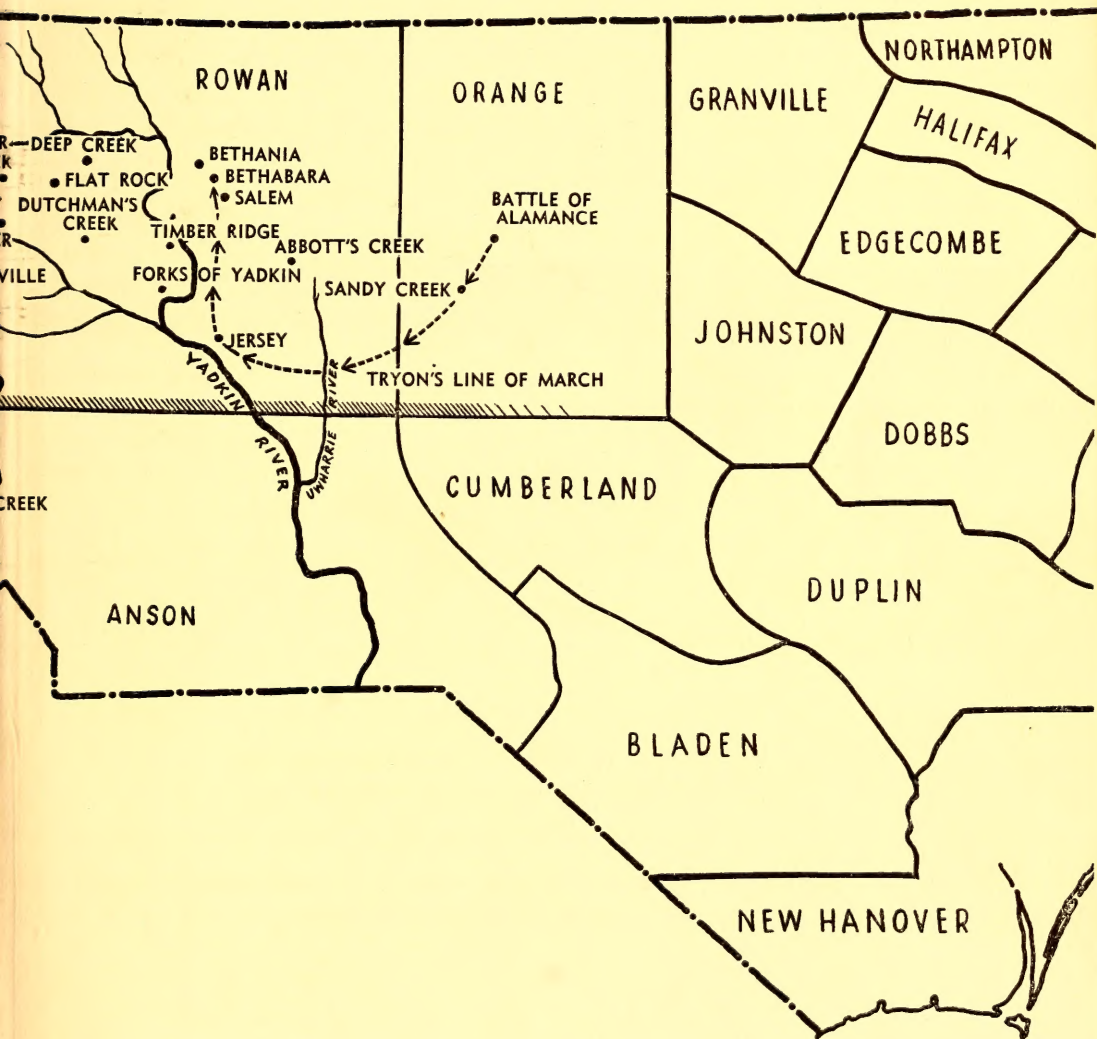 NORTHAMPTON
ROWAN
ORANGE
GRANVILLE
HALIFAX
DEEP CREEK
BETHANIA
FLAT ROCK
BETHABARA
DUTCHMAN'S
CREEK
SALEM
BATTLE OF
ALAMANCE
TIMBER RIDGE
ABBOTT'S CREEK
EDGECOMBE
VILLE
FORKS OF YADKIN
SANDY CREEK
JERSEY
JOHNSTON
TRYON'S LINE OF MARCH
YADKIN
RIVER
UWHARRIE RIVER
DOBBS
CREEK
CUMBERLAND
DUPLIN
ANSON
BLADEN
NEW HANOVER